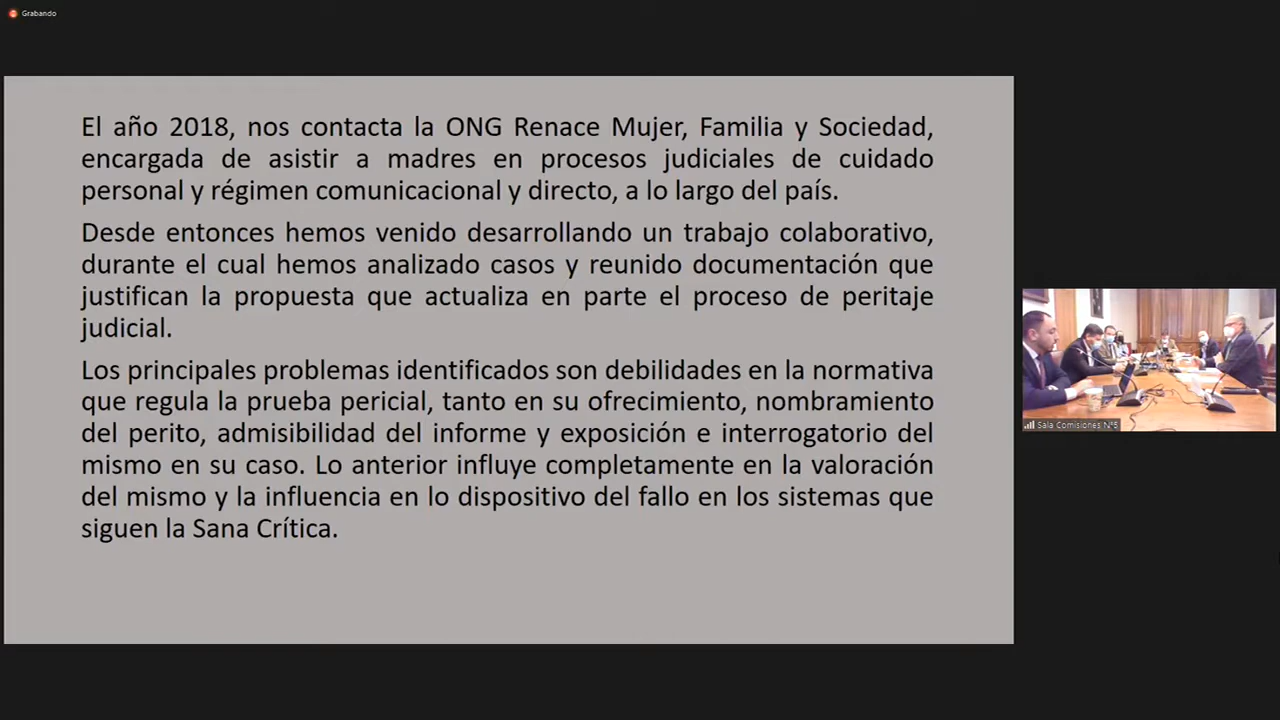 Grabando
El año 2018, nos contacta la ONG Renace Mujer, Familia y Sociedad,
encargada de asistir a madres en procesos judiciales de cuidado
personal y régimen comunicacional y directo, a lo largo del país.
Desde entonces hemos venido desarrollando un trabajo colaborativo,
durante el cual hemos analizado casos y reunido documentación que
justifican la propuesta que actualiza en parte el proceso de peritaje
judicial.
Los principales problemas identificados son debilidades en la normativa
que regula la prueba pericial, tanto en su ofrecimiento, nombramiento
del perito, admisibilidad del informe y exposición e interrogatorio del
mismo en su caso. Lo anterior influye completamente en la valoración
del mismo y la influencia en lo dispositivo del fallo en los sistemas que
siguen la Sana Crítica.
Sala Comisiones N°5